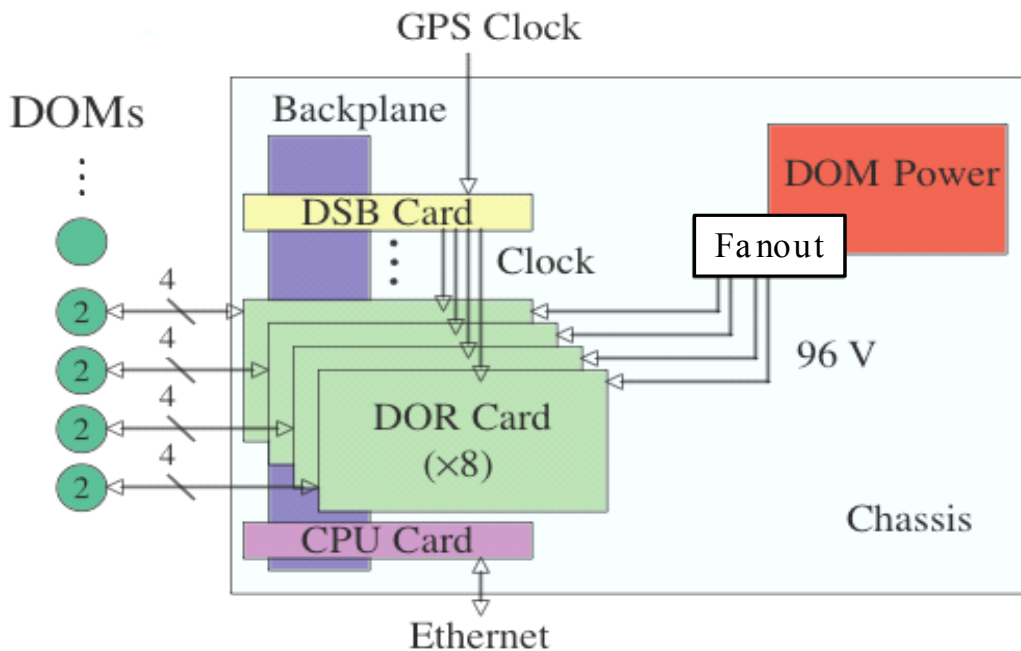 GPS Clock
DOMs
Backplane
DOM Power
DSB Card
Fanout
Clock
4
2
4
2
96 V
4
2
DOR Card
(×8)
4
2
Chassis
CPU Card
Ethernet